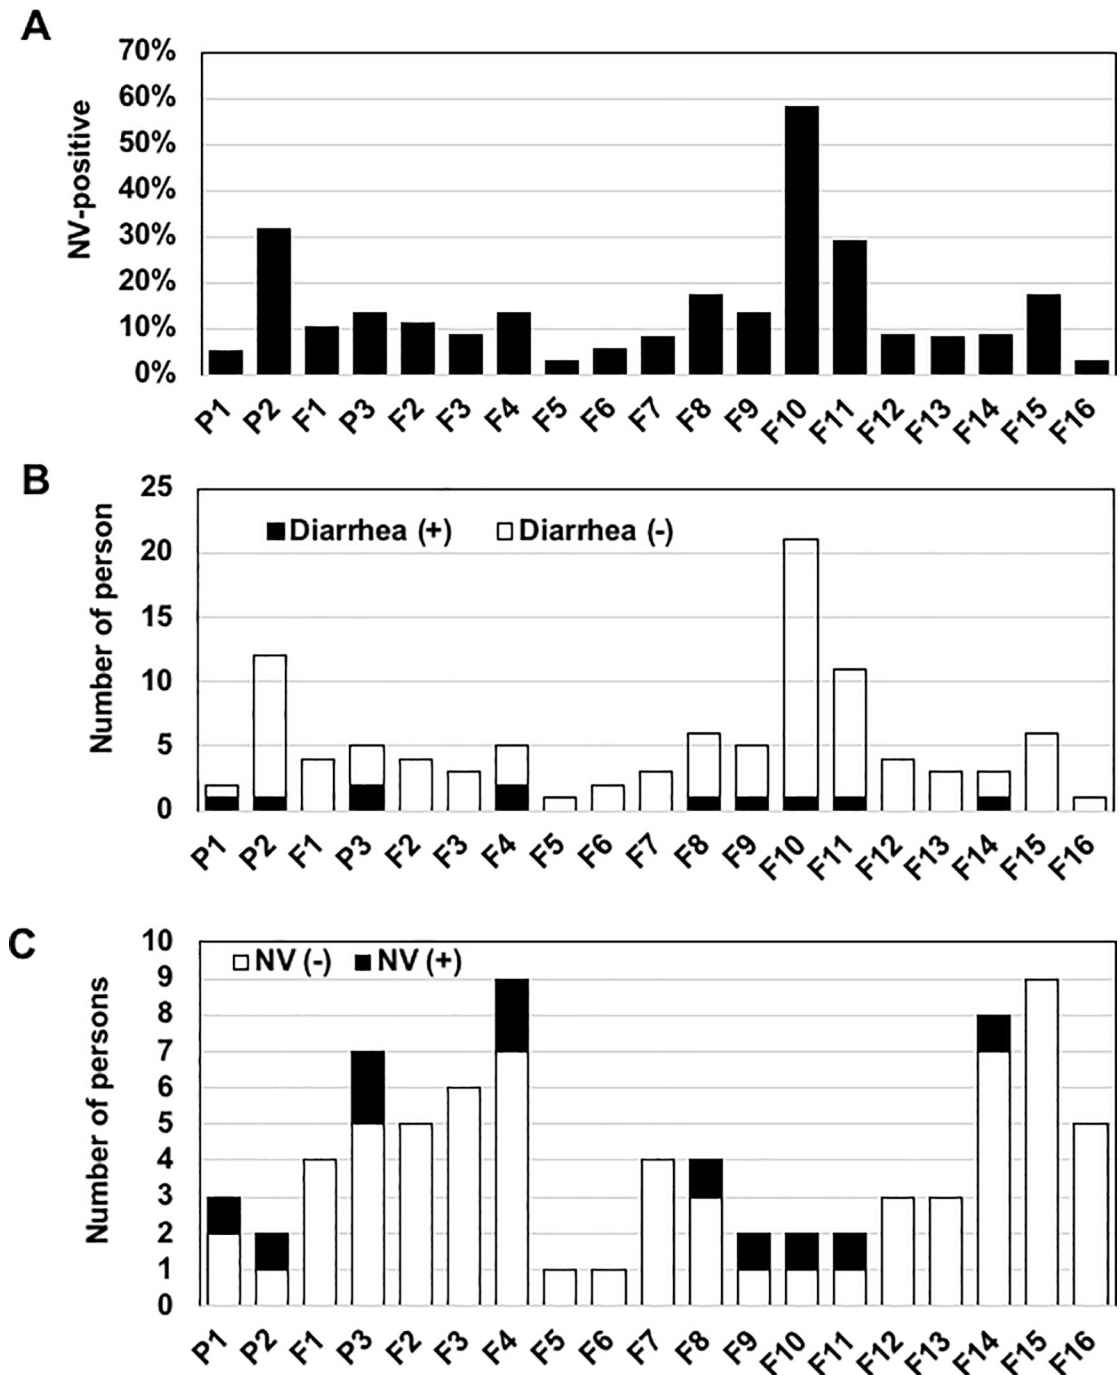 A
NV-positive
70%
60%
50%
40%
30%
20%
10%
0%
P1 P2 F1 P3 F2 F3 F4 F5 F6 F7 F8 F9 F10 F11 F12 F13 F14 F15 F16
B
Number of person
25
20
15
10
5
0
Diarrhea (+) Diarrhea (-)
P1 P2 F1 P3 F2 F3 F4 F5 F6 F7 F8 F9 F10 F11 F12 F13 F14 F15 F16
C
Number of persons
10
9
8
7
6
5
4
3
2
1
0
NV (-) NV (+)
P1 P2 F1 P3 F2 F3 F4 F5 F6 F7 F8 F9 F10 F11 F12 F13 F14 F15 F16